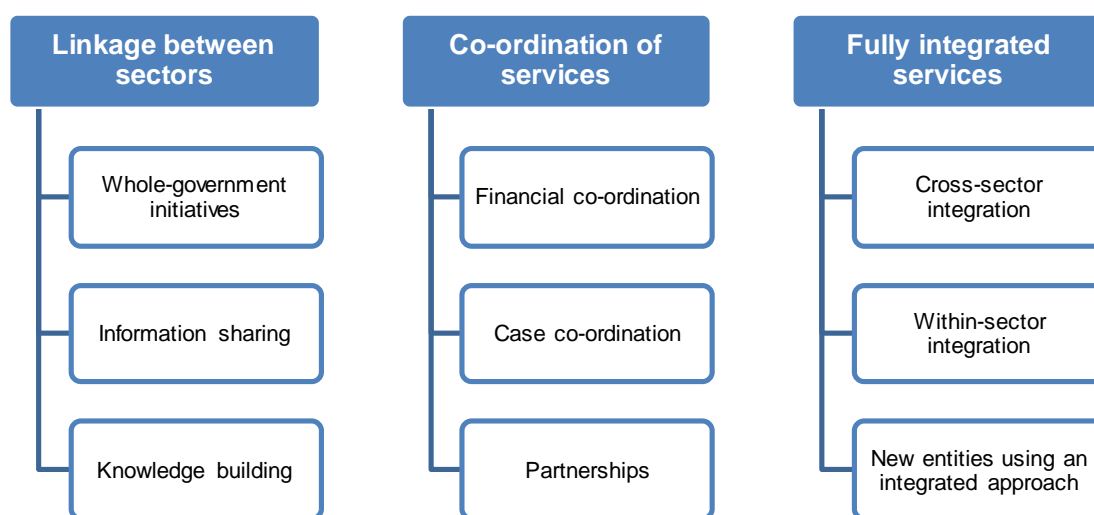 Linkage between
sectors
Whole-government
initiatives
Information sharing
Knowledge building
Co-ordination of
services
Financial co-ordination
Case co-ordination
Partnerships
Fully integrated
services
Cross-sector
integration
Within-sector
integration
New entities using an
integrated approach